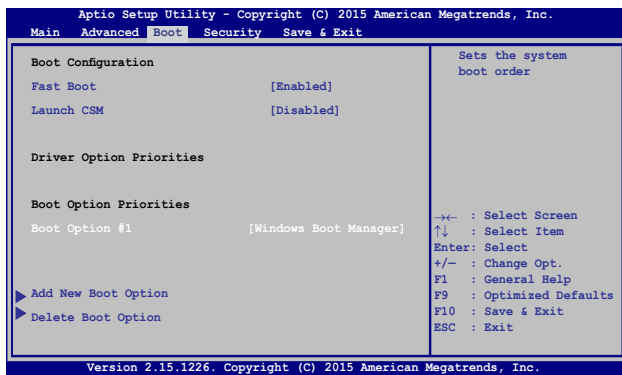 Aptio Setup Utility - Copyright (C) 2015 American Megatrends, Inc.
Main Advanced Boot Security Save & Exit
Boot Configuration
Fast Boot [Enabled]
Launch CSM [Disabled]
Driver Option Priorities
Boot Option Priorities
Boot Option #1 [Windows Boot Manager]
Add New Boot Option
Delete Boot Option
Sets the system
boot order
→← : Select Screen
↑↓ : Select Item
Enter: Select
+/— : Change Opt.
F1 : General Help
F9 : Optimized Defaults
F10 : Save & Exit
ESC : Exit
Version 2.15.1226. Copyright (C) 2015 American Megatrends, Inc.